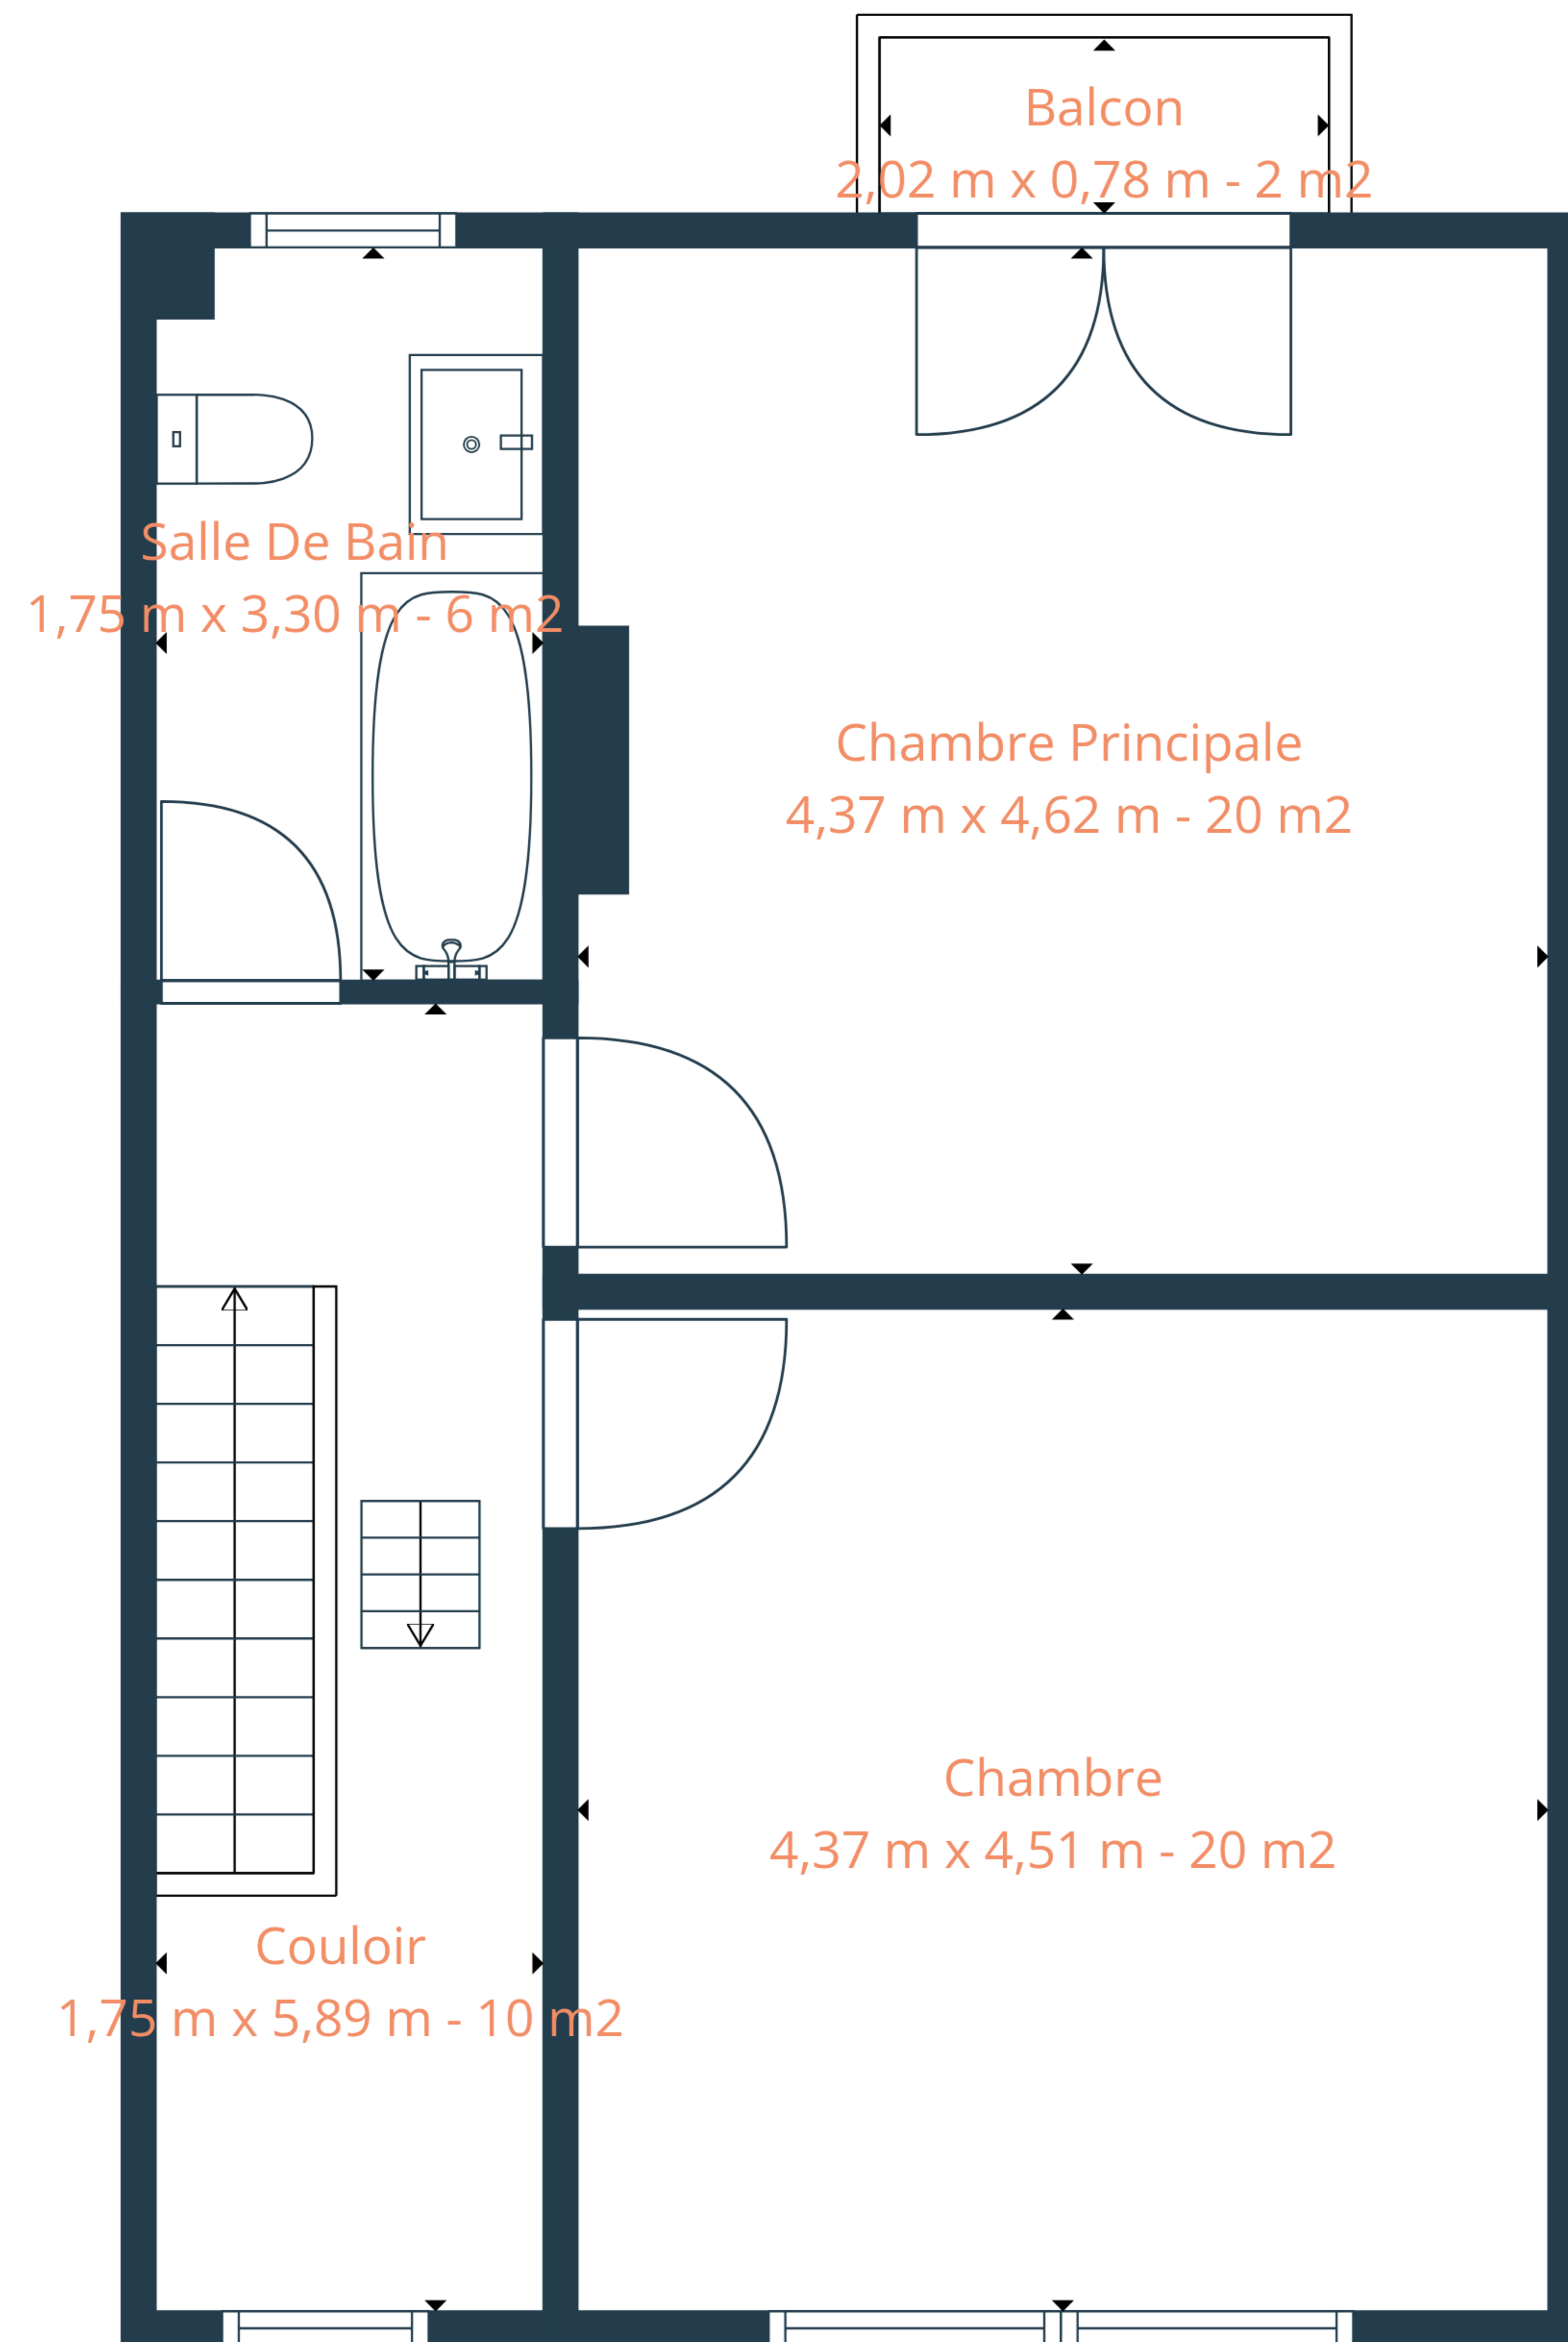 Balcon
2,02 m x 0,78 m - 2 m2
Salle De Bain
1,75 m x 3,30 m - 6 m2
Chambre Principale
4,37 m x 4,62 m - 20 m2
Chambre
4,37 m x 4,51 m - 20 m2
Couloir
1,75 m x 5,89 m - 10 m2